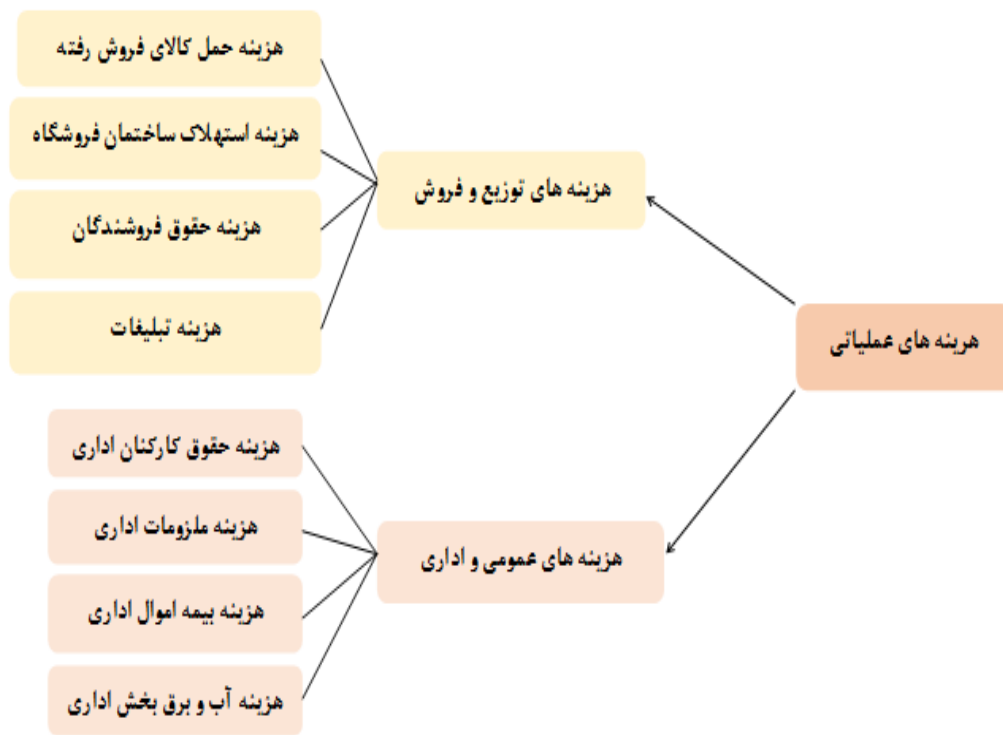 هزینه های عملیاتی
هزینه های توزیع و فروش
هزینه حمل کالای فروش رفته
هزینه استهلاک ساختمان فروشگاه
هزینه حقوق فروشندگان
هزینه تبلیغات
هزینه های عمومی و اداری
هزینه حقوق کارکنان اداری
هزینه ملزومات اداری
هزینه بیمه اموال اداری
هزینه آب و برق بخش اداری